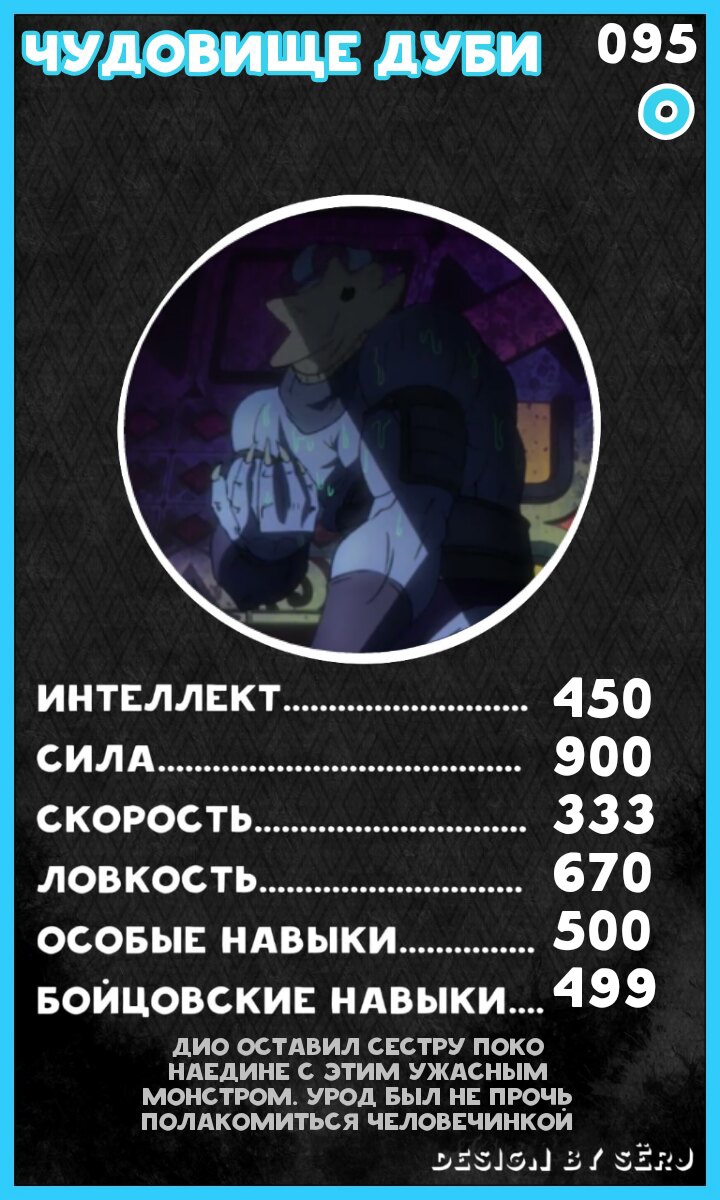 ЧУДОВИЩЕ ДУБИ
095
O
ИНТЕЛЛЕКТ........................... 450
СИЛА........................................ 900
СКОРОСТЬ.............................. 333
ЛОВКОСТЬ............................. 670
ОСОБЫЕ НАВЫКИ............... 500
БОЙЦОВСКИЕ НАВЫКИ.... 499
ДИО ОСТАВИЛ СЕСТРУ ПОКО
НАЕДИНЕ С ЭТИМ УЖАСНЫМ
МОНСТРОМ. УРОД БЫЛ НЕ ПРОЧЬ
ПОЛАКОМИТЬСЯ ЧЕЛОВЕЧИНКОЙ
DESIGN BY SЁRJ